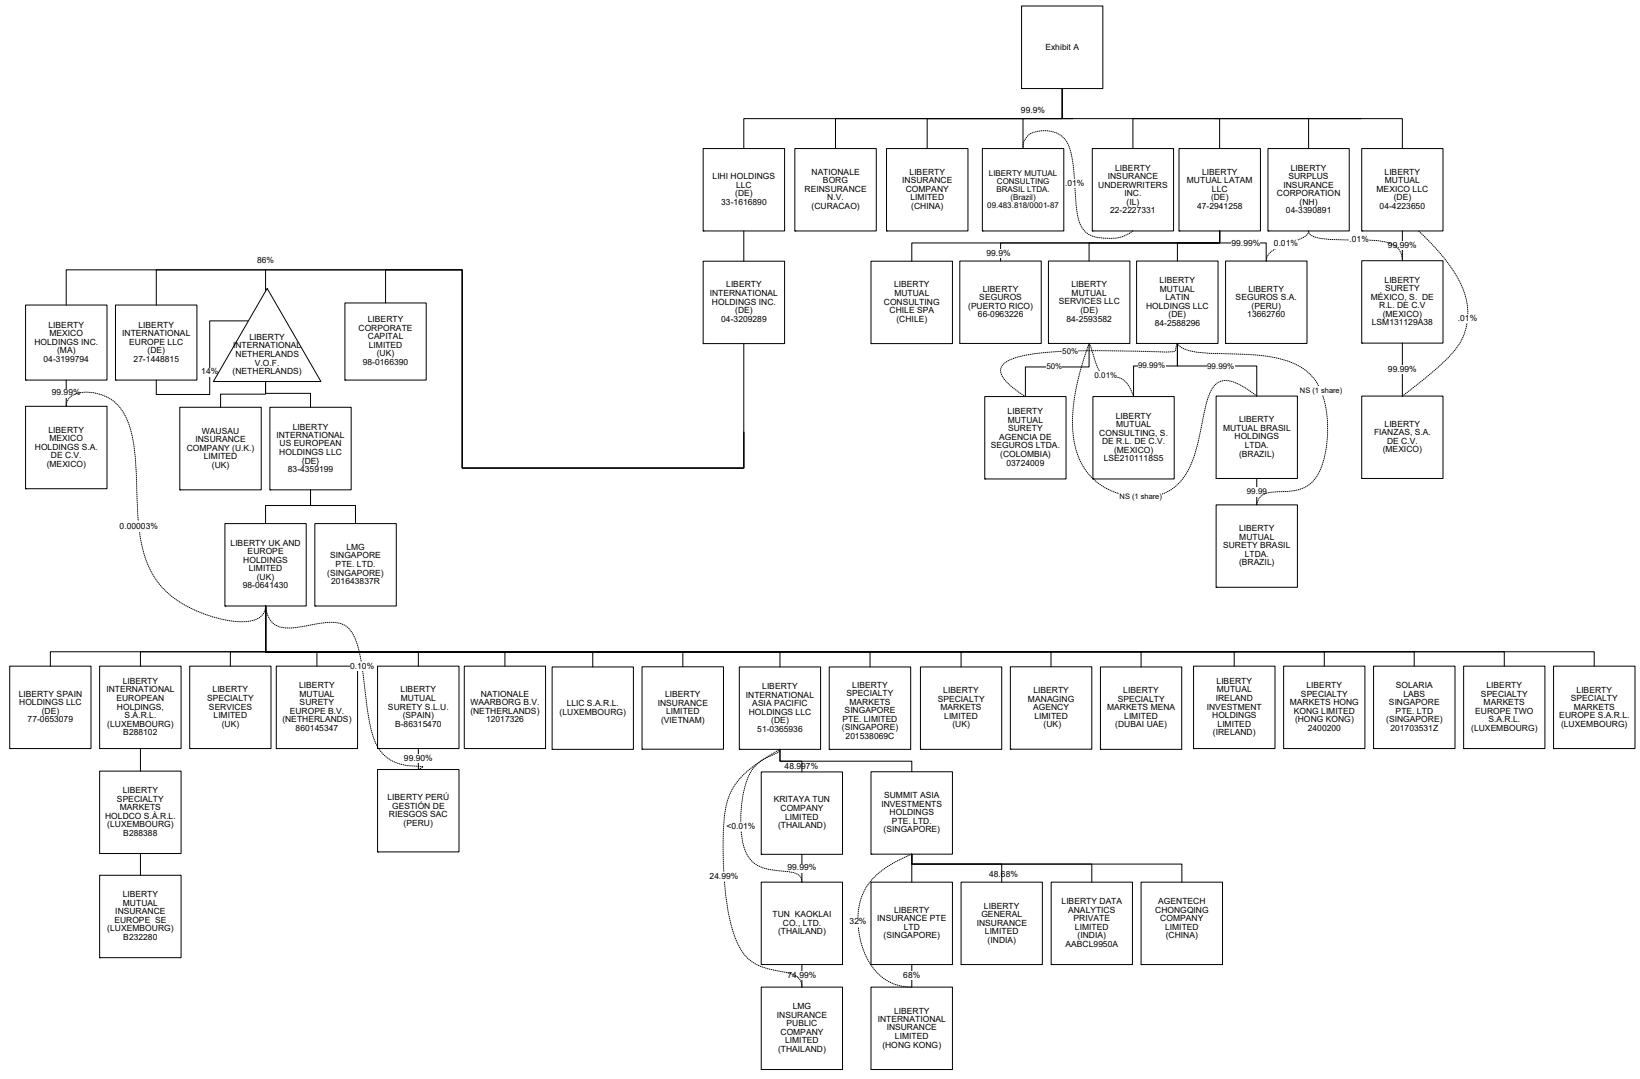 Exhibit A
99.9%
LIHI HOLDINGS
LLC
(DE)
33-1616890
NATIONALE
BORG
REINSURANCE
N.V.
(CURACAO)
LIBERTY
INSURANCE
COMPANY
LIMITED
(CHINA)
LIBERTY MUTUAL
CONSULTING
BRASIL LTDA.
(Brazil)
09.483.818/0001-87
.01%
LIBERTY
INSURANCE
UNDERWRITERS
INC.
(IL)
22-2227331
LIBERTY
MUTUAL LATAM
LLC
(DE)
47-2941258
LIBERTY
SURPLUS
INSURANCE
CORPORATION
(NH)
04-3390891
LIBERTY
MUTUAL
MEXICO LLC
(DE)
04-4223650
99.9%
99.99%
0.01%
.01%
99.99%
86%
LIBERTY
INTERNATIONAL
HOLDINGS INC.
(DE)
04-3209289
LIBERTY
MUTUAL
CONSULTING
CHILE SPA
(CHILE)
LIBERTY
SEGUROS
(PUERTO RICO)
66-0963226
LIBERTY
MUTUAL
SERVICES LLC
(DE)
84-2593582
LIBERTY
MUTUAL
LATIN
HOLDINGS LLC
(DE)
84-2588296
LIBERTY
SEGUROS S.A.
(PERU)
13662760
LIBERTY
SURETY
MÉXICO, S. DE
R.L. DE C.V
(MEXICO)
LSM131129A38
.01%
LIBERTY
MEXICO
HOLDINGS INC.
(MA)
04-3199794
LIBERTY
INTERNATIONAL
EUROPE LLC
(DE)
27-1448815
14%
LIBERTY
INTERNATIONAL
NETHERLANDS
V.O.F.
(NETHERLANDS)
LIBERTY
CORPORATE
CAPITAL
LIMITED
(UK)
98-0166390
50%
50%
0.01%
99.99%
99.99%
NS (1 share)
99.99%
99.99%
LIBERTY
MEXICO
HOLDINGS S.A.
DE C.V.
(MEXICO)
WAUSAU
INSURANCE
COMPANY (U.K.)
LIMITED
(UK)
LIBERTY
INTERNATIONAL
US EUROPEAN
HOLDINGS LLC
(DE)
83-4359199
LIBERTY
MUTUAL
SURETY
AGENCIA DE
SEGUROS LTDA.
(COLOMBIA)
03724009
LIBERTY
MUTUAL
CONSULTING, S.
DE R.L. DE C.V.
(MEXICO)
LSE2101118S5
LIBERTY
MUTUAL BRASIL
HOLDINGS
LTDA.
(BRAZIL)
LIBERTY
FIANZAS, S.A.
DE C.V.
(MEXICO)
NS (1 share)
99.99
0.00003%
LIBERTY UK AND
EUROPE
HOLDINGS
LIMITED
(UK)
98-0641430
LMG
SINGAPORE
PTE. LTD.
(SINGAPORE)
201643837R
LIBERTY
MUTUAL
SURETY BRASIL
LTDA.
(BRAZIL)
0.10%
LIBERTY SPAIN
HOLDINGS LLC
(DE)
77-0653079
LIBERTY
INTERNATIONAL
EUROPEAN
HOLDINGS,
S.À.R.L.
(LUXEMBOURG)
B288102
LIBERTY
SPECIALTY
SERVICES
LIMITED
(UK)
LIBERTY
MUTUAL
SURETY
EUROPE B.V.
(NETHERLANDS)
860145347
LIBERTY
MUTUAL
SURETY S.L.U.
(SPAIN)
B-86315470
NATIONALE
WAARBORG B.V.
(NETHERLANDS)
12017326
LLIC S.A.R.L.
(LUXEMBOURG)
LIBERTY
INSURANCE
LIMITED
(VIETNAM)
LIBERTY
INTERNATIONAL
ASIA PACIFIC
HOLDINGS LLC
(DE)
51-0365936
LIBERTY
SPECIALTY
MARKETS
SINGAPORE
PTE. LIMITED
(SINGAPORE)
201538069C
LIBERTY
SPECIALTY
MARKETS
LIMITED
(UK)
LIBERTY
MANAGING
AGENCY
LIMITED
(UK)
LIBERTY
SPECIALTY
MARKETS MENA
LIMITED
(DUBAI UAE)
LIBERTY
MUTUAL
IRELAND
INVESTMENT
HOLDINGS
LIMITED
(IRELAND)
LIBERTY
SPECIALTY
MARKETS HONG
KONG LIMITED
(HONG KONG)
2400200
SOLARIA
LABS
SINGAPORE
PTE. LTD
(SINGAPORE)
201703531Z
LIBERTY
SPECIALTY
MARKETS
EUROPE TWO
S.A.R.L.
(LUXEMBOURG)
LIBERTY
SPECIALTY
MARKETS
EUROPE S.A.R.L.
(LUXEMBOURG)
99.90%
48.997%
LIBERTY
SPECIALTY
MARKETS
HOLDCO S.À.R.L.
(LUXEMBOURG)
B288388
LIBERTY PERÚ
GESTIÓN DE
RIESGOS SAC
(PERU)
<0.01%
KRITAYA TUN
COMPANY
LIMITED
(THAILAND)
SUMMIT ASIA
INVESTMENTS
HOLDINGS
PTE. LTD.
(SINGAPORE)
24.99%
99.99%
48.68%
LIBERTY
MUTUAL
INSURANCE
EUROPE SE
(LUXEMBOURG)
B232280
TUN KAOKLAI
CO., LTD.
(THAILAND)
32%
LIBERTY
INSURANCE PTE
LTD
(SINGAPORE)
LIBERTY
GENERAL
INSURANCE
LIMITED
(INDIA)
LIBERTY DATA
ANALYTICS
PRIVATE
LIMITED
(INDIA)
AABCL9950A
AGENTECH
CHONGQING
COMPANY
LIMITED
(CHINA)
74.99%
68%
LMG
INSURANCE
PUBLIC
COMPANY
LIMITED
(THAILAND)
LIBERTY
INTERNATIONAL
INSURANCE
LIMITED
(HONG KONG)